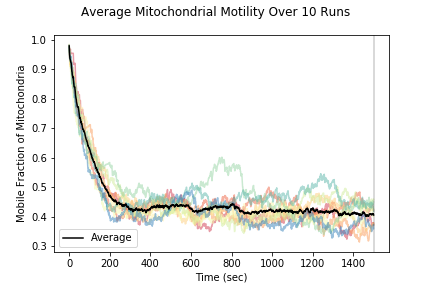 Average Mitochondrial Motility Over 10 Runs
Mobile Fraction of Mitochondria
1.0
0.9
0.8
0.7
0.6
0.5
0.4
0.3
Average
0 200 400 600 800 1000 1200 1400
Time (sec)